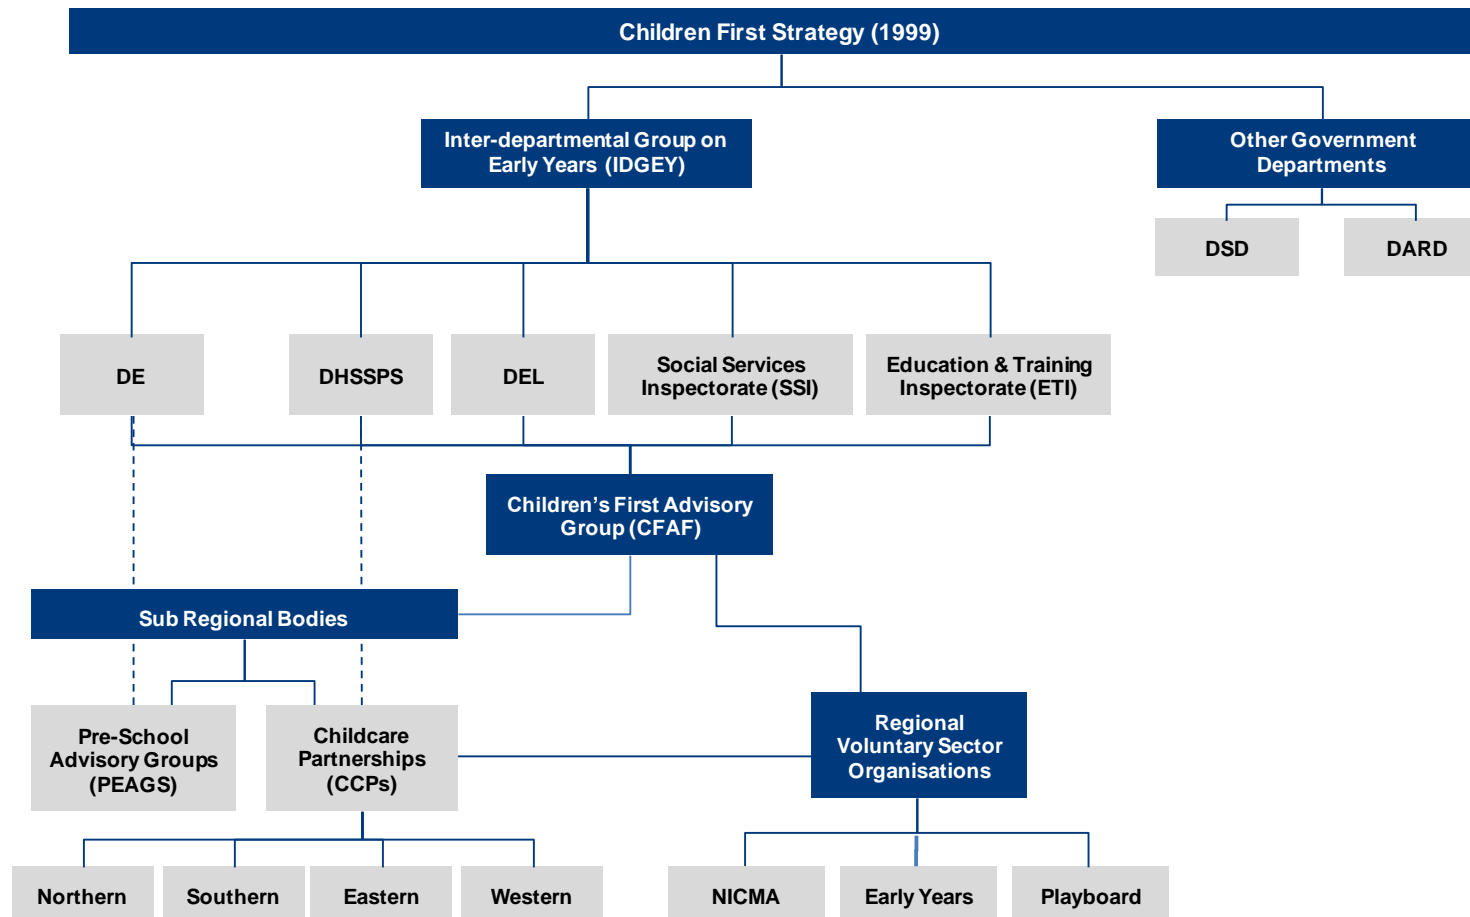 Children First Strategy (1999)
Inter-departmental Group on
Early Years (IDGEY)
Other Government
Departments
DSD
DARD
DE
DHSSPS
DEL
Social Services
Inspectorate (SSI)
Education & Training
Inspectorate (ETI)
Children’s First Advisory
Group (CFAF)
Sub Regional Bodies
Pre-School
Advisory Groups
(PEAGS)
Childcare
Partnerships
(CCPs)
Regional
Voluntary Sector
Organisations
Northern
Southern
Eastern
Western
NICMA
Early Years
Playboard